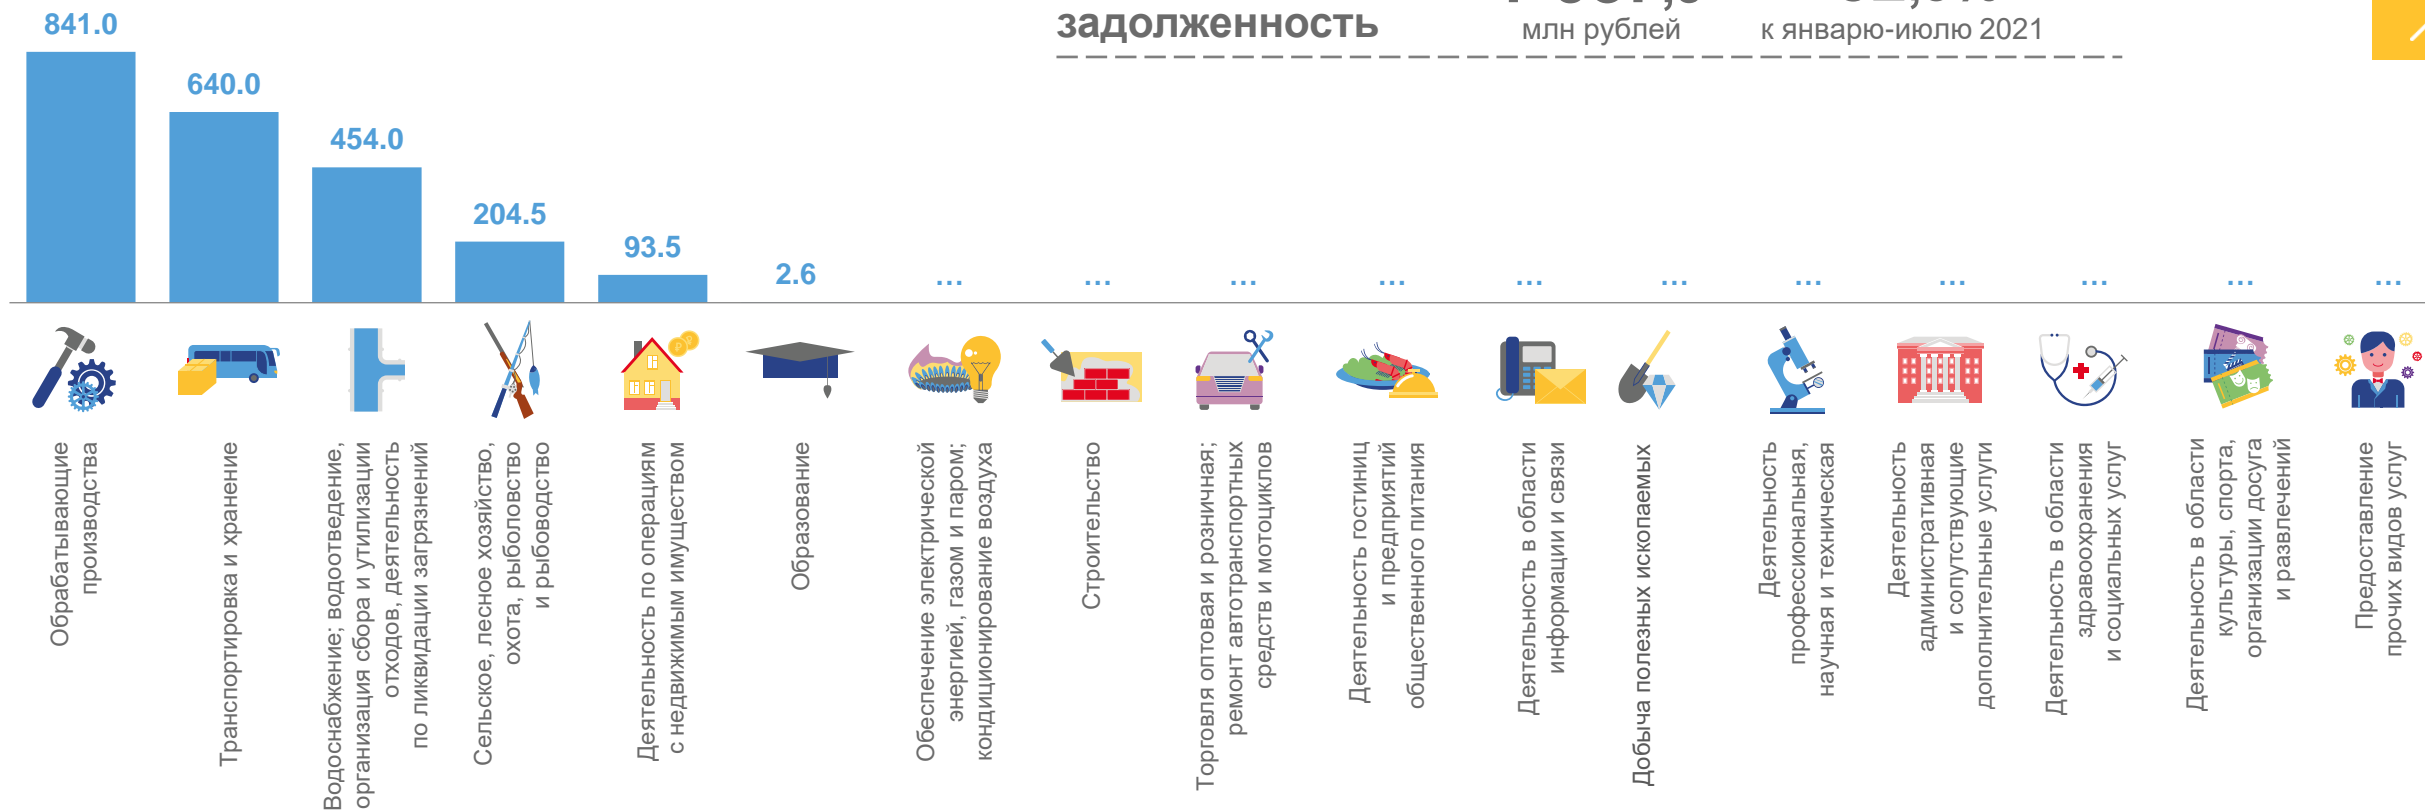 задолженность
млн рублей
к январю-июлю 2021
841.0
640.0
454.0
204.5
93.5
2.6
...
...
...
...
...
...
...
...
...
...
...
Обрабатывающие
производства
Транспортировка и хранение
Водоснабжение; водоотведение,
организация сбора и утилизации
отходов, деятельность
по ликвидации загрязнений
Сельское, лесное хозяйство,
охота, рыболовство
и рыбоводство
Деятельность по операциям
с недвижимым имуществом
Образование
Обеспечение электрической
энергией, газом и паром;
кондиционирование воздуха
Строительство
Торговля оптовая и розничная;
ремонт автотранспортных
средств и мотоциклов
Деятельность гостиниц
и предприятий
общественного питания
Деятельность в области
информации и связи
Добыча полезных ископаемых
Деятельность
профессиональная,
научная и техническая
Деятельность
административная
и сопутствующие
дополнительные услуги
Деятельность в области
здравоохранения
и социальных услуг
Деятельность в области
культуры, спорта,
организации досуга
и развлечений
Предоставление
прочих видов услуг